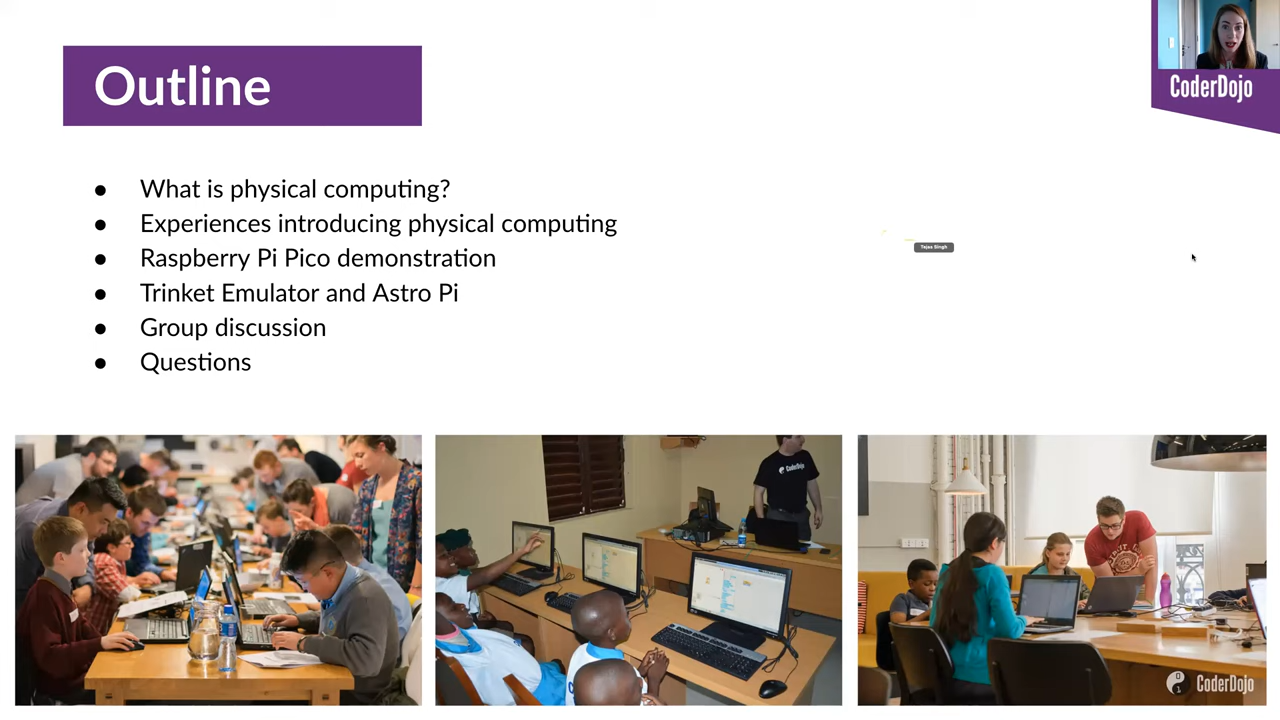 Outline
CoderDojo
● What is physical computing?
● Experiences introducing physical computing
● Raspberry Pi Pico demonstration
● Trinket Emulator and Astro Pi
● Group discussion
● Questions
Tejas Singh
CoderDojo
CoderDojo